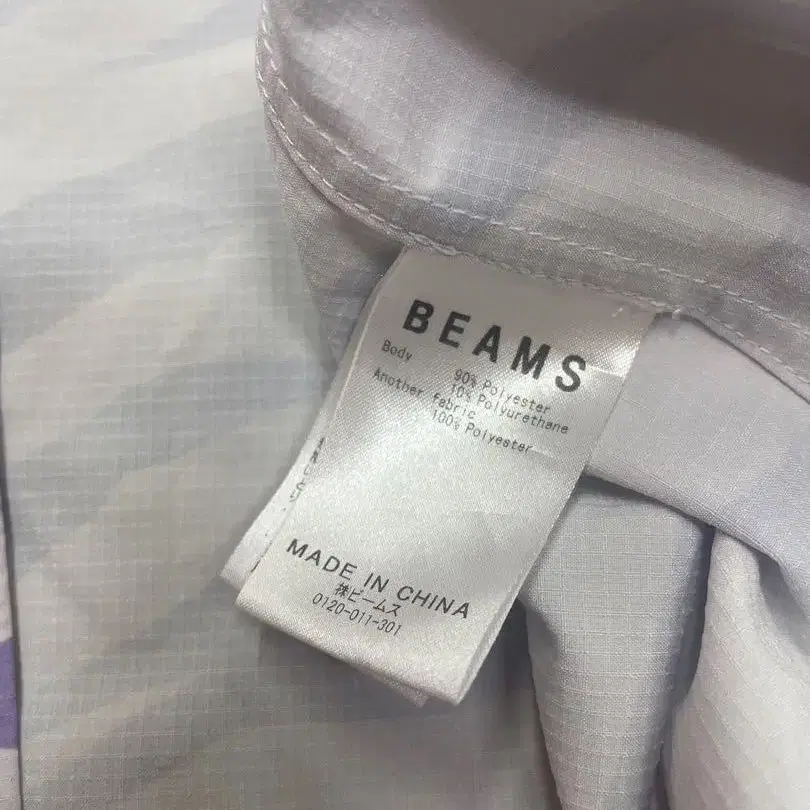 BEAMS
Body 90% Polyester
10% Polyurethane
Another fabric
100% Polyester
MADE IN CHINA
㈱ビームス
0120-011-301